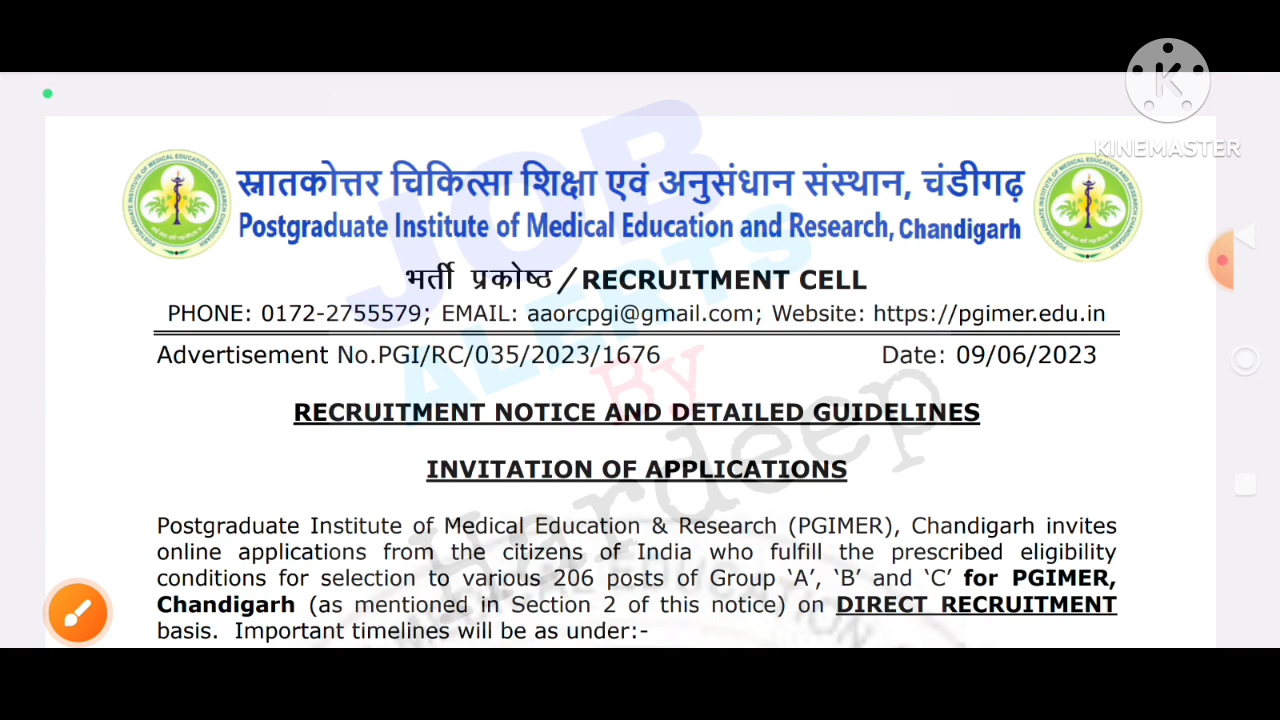 KINEMASTER
स्नातकोत्तर चिकित्सा शिक्षा एवं अनुसंधान संस्थान, चंडीगढ़
Postgraduate Institute of Medical Education and Research, Chandigarh
भर्ती प्रकोष्ठ/RECRUITMENT CELL
PHONE: 0172-2755579; EMAIL: aaorcpgi@gmail.com; Website: https://pgimer.edu.in
Advertisement No.PGI/RC/035/2023/1676 Date: 09/06/2023
RECRUITMENT NOTICE AND DETAILED GUIDELINES
INVITATION OF APPLICATIONS
Postgraduate Institute of Medical Education & Research (PGIMER), Chandigarh invites
online applications from the citizens of India who fulfill the prescribed eligibility
conditions for selection to various 206 posts of Group ‘A’, ‘B’ and ‘C’ for PGIMER,
Chandigarh (as mentioned in Section 2 of this notice) on DIRECT RECRUITMENT
basis. Important timelines will be as under:-
JOB
ALERTS
By
Hardeep